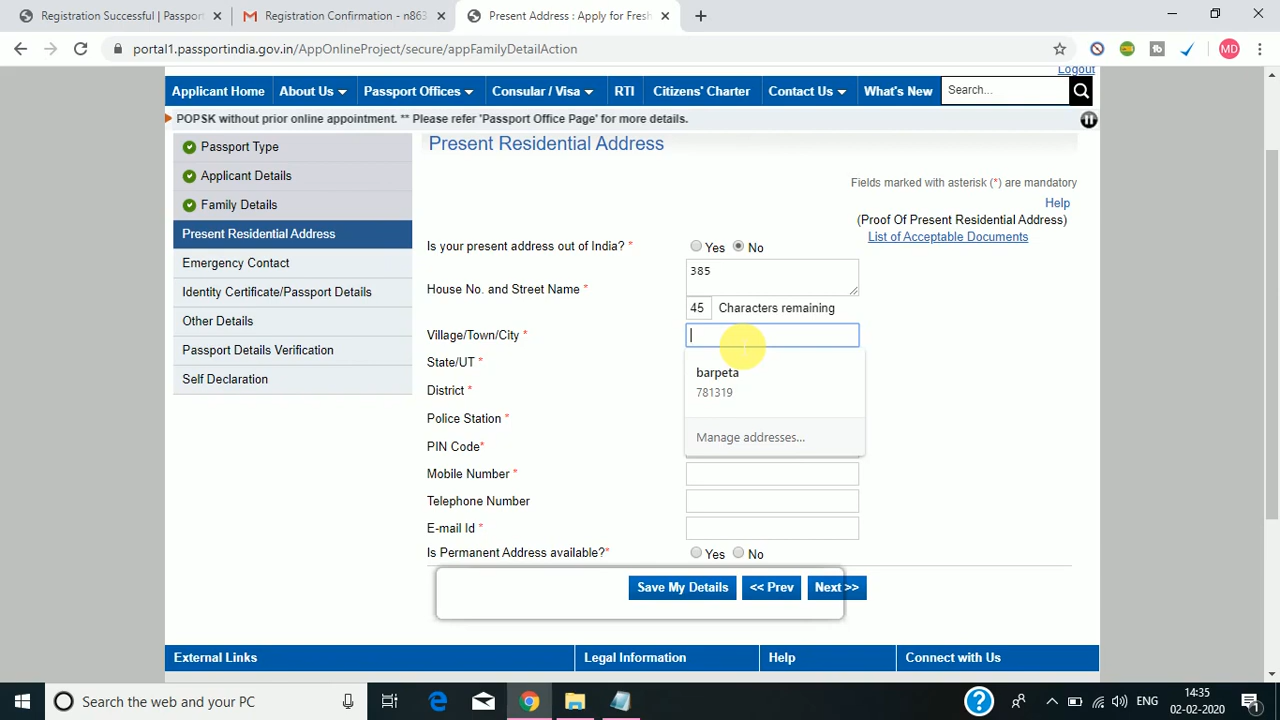 Registration Successful | Passpor
Registration Confirmation - n863
Present Address : Apply for Fresh
portal1.passportindia.gov.in/AppOnlineProject/secure/appFamilyDetailAction
MD
Logout
Applicant Home
About Us
Passport Offices
Consular / Visa
RTI
Citizens' Charter
Contact Us
What's New
Search...
POPSK without prior online appointment. ** Please refer 'Passport Office Page' for more details.
Passport Type
Applicant Details
Family Details
Present Residential Address
Emergency Contact
Identity Certificate/Passport Details
Other Details
Passport Details Verification
Self Declaration
Present Residential Address
Fields marked with asterisk (*) are mandatory
Help
(Proof Of Present Residential Address)
List of Acceptable Documents
Is your present address out of India? * Yes No
House No. and Street Name * 385
45 Characters remaining
Village/Town/City *
barpeta
781319
Manage addresses...
State/UT *
District *
Police Station *
PIN Code*
Mobile Number *
Telephone Number
E-mail Id *
Is Permanent Address available?* Yes No
Save My Details
<< Prev
Next >>
External Links
Legal Information
Help
Connect with Us
Search the web and your PC
ENG
14:35
02-02-2020